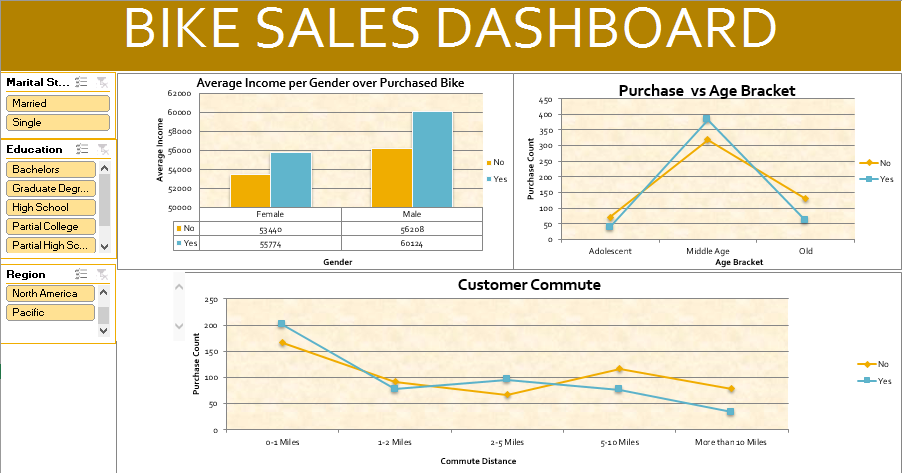 BIKE SALES DASHBOARD
Marital St...
Married
Single
Education
Bachelors
Graduate Degr...
High School
Partial College
Partial High Sc...
Region
North America
Pacific
Average Income per Gender over Purchased Bike
Average Income
62000
60000
58000
56000
54000
52000
50000
Female Male
No 53440 56208
Yes 55774 60124
Gender
No
Yes
Purchase vs Age Bracket
Purchase Count
450
400
350
300
250
200
150
100
50
0
Adolescent Middle Age Old
Age Bracket
No
Yes
Customer Commute
Purchase Count
250
200
150
100
50
0
0-1 Miles 1-2 Miles 2-5 Miles 5-10 Miles More than 10 Miles
Commute Distance
No
Yes